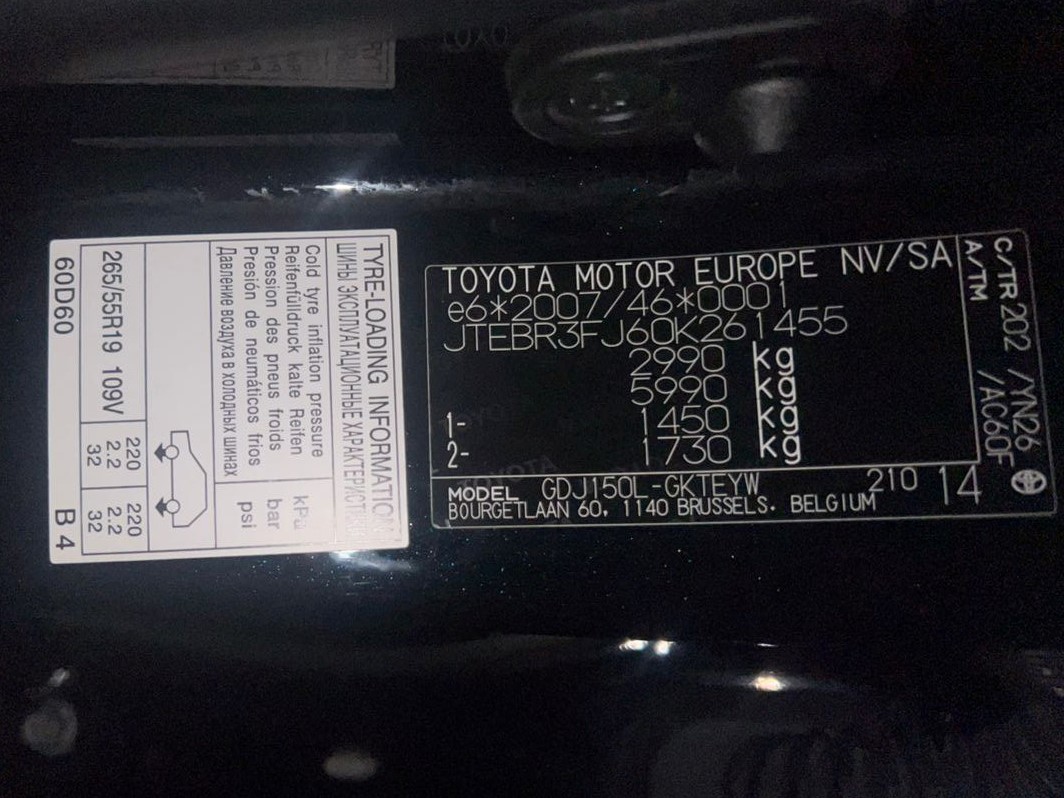 TOYOTA MOTOR EUROPE NV/SA
e6*2007/46*0001
JTEBR3FJ60K261455
2990 kg
5990 kg
1- 1450 kg
2- 1730 kg
MODEL GDJ150L-GKTEYW 210 14
BOURGETLAAN 60, 1140 BRUSSELS. BELGIUM
C/TR 202 /YN26
A/TM /AC60F
TYRE-LOADING INFORMATION
ШИНЫ ЭКСПЛУАТАЦИОННЫЕ
Cold tyre inflation pressure
Reifenfülldruck kalte Reifen
Pression des pneus froids
Presión de neumáticos frios
Давление воздуха в холодных шинах
kPa
bar
psi
265/55R19 109V
220 220
2.2 2.2
32 32
60D60 B 4